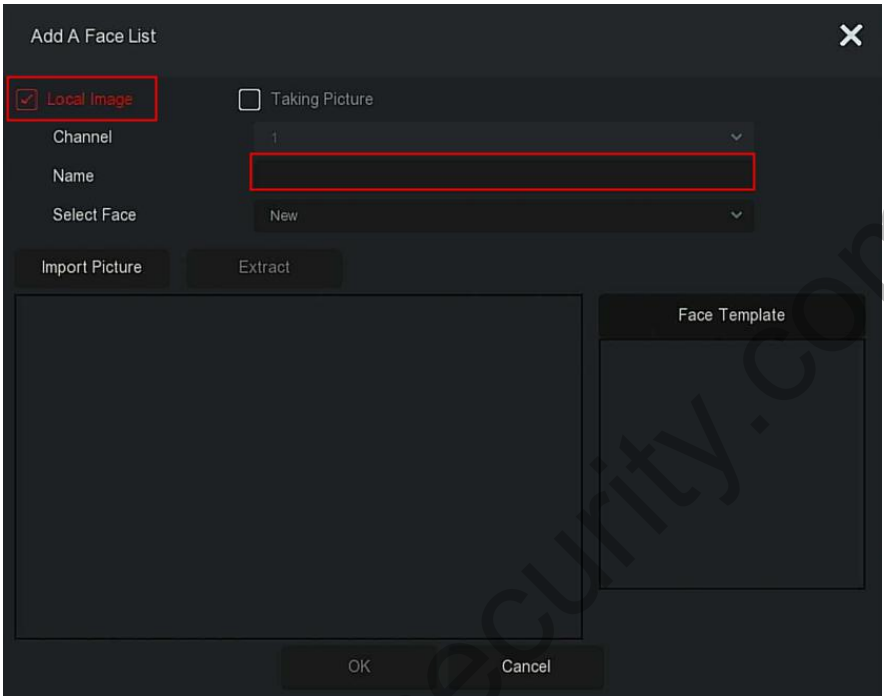 Add A Face List
Local Image Taking Picture
Channel 1
Name
Select Face New
Import Picture Extract
Face Template
OK Cancel